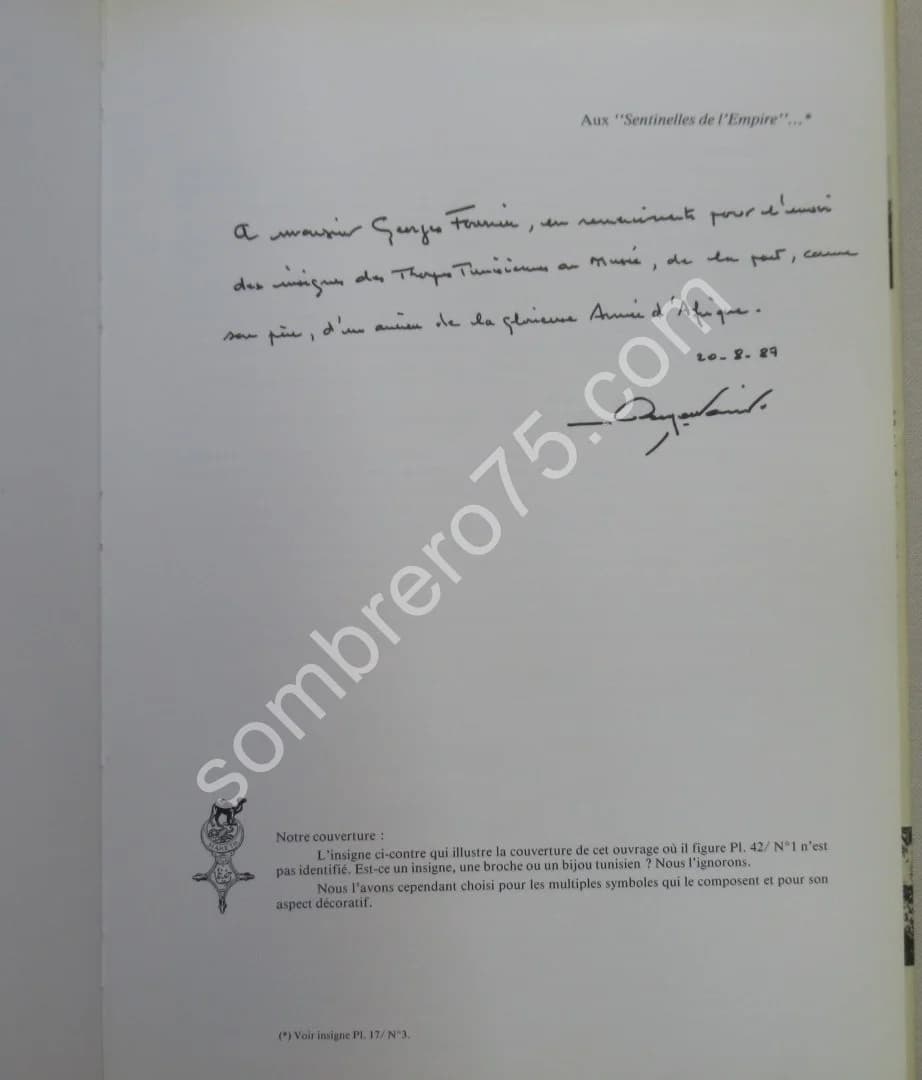 Aux "Sentinelles de l'Empire"...*
A monsieur Georges Fournier, en remerciements pour l'envoi
des insignes des Troupes Tunisiennes au Musée, de la part, comme
son père, d'un ancien de la glorieuse Armée d'Afrique.
20-8-87
sombrero75.com
Notre couverture :
L'insigne ci-contre qui illustre la couverture de cet ouvrage où il figure Pl. 42/ N°1 n'est
pas identifié. Est-ce un insigne, une broche ou un bijou tunisien ? Nous l'ignorons.
Nous l'avons cependant choisi pour les multiples symboles qui le composent et pour son
aspect décoratif.
(*) Voir insigne Pl. 17/ N°3.